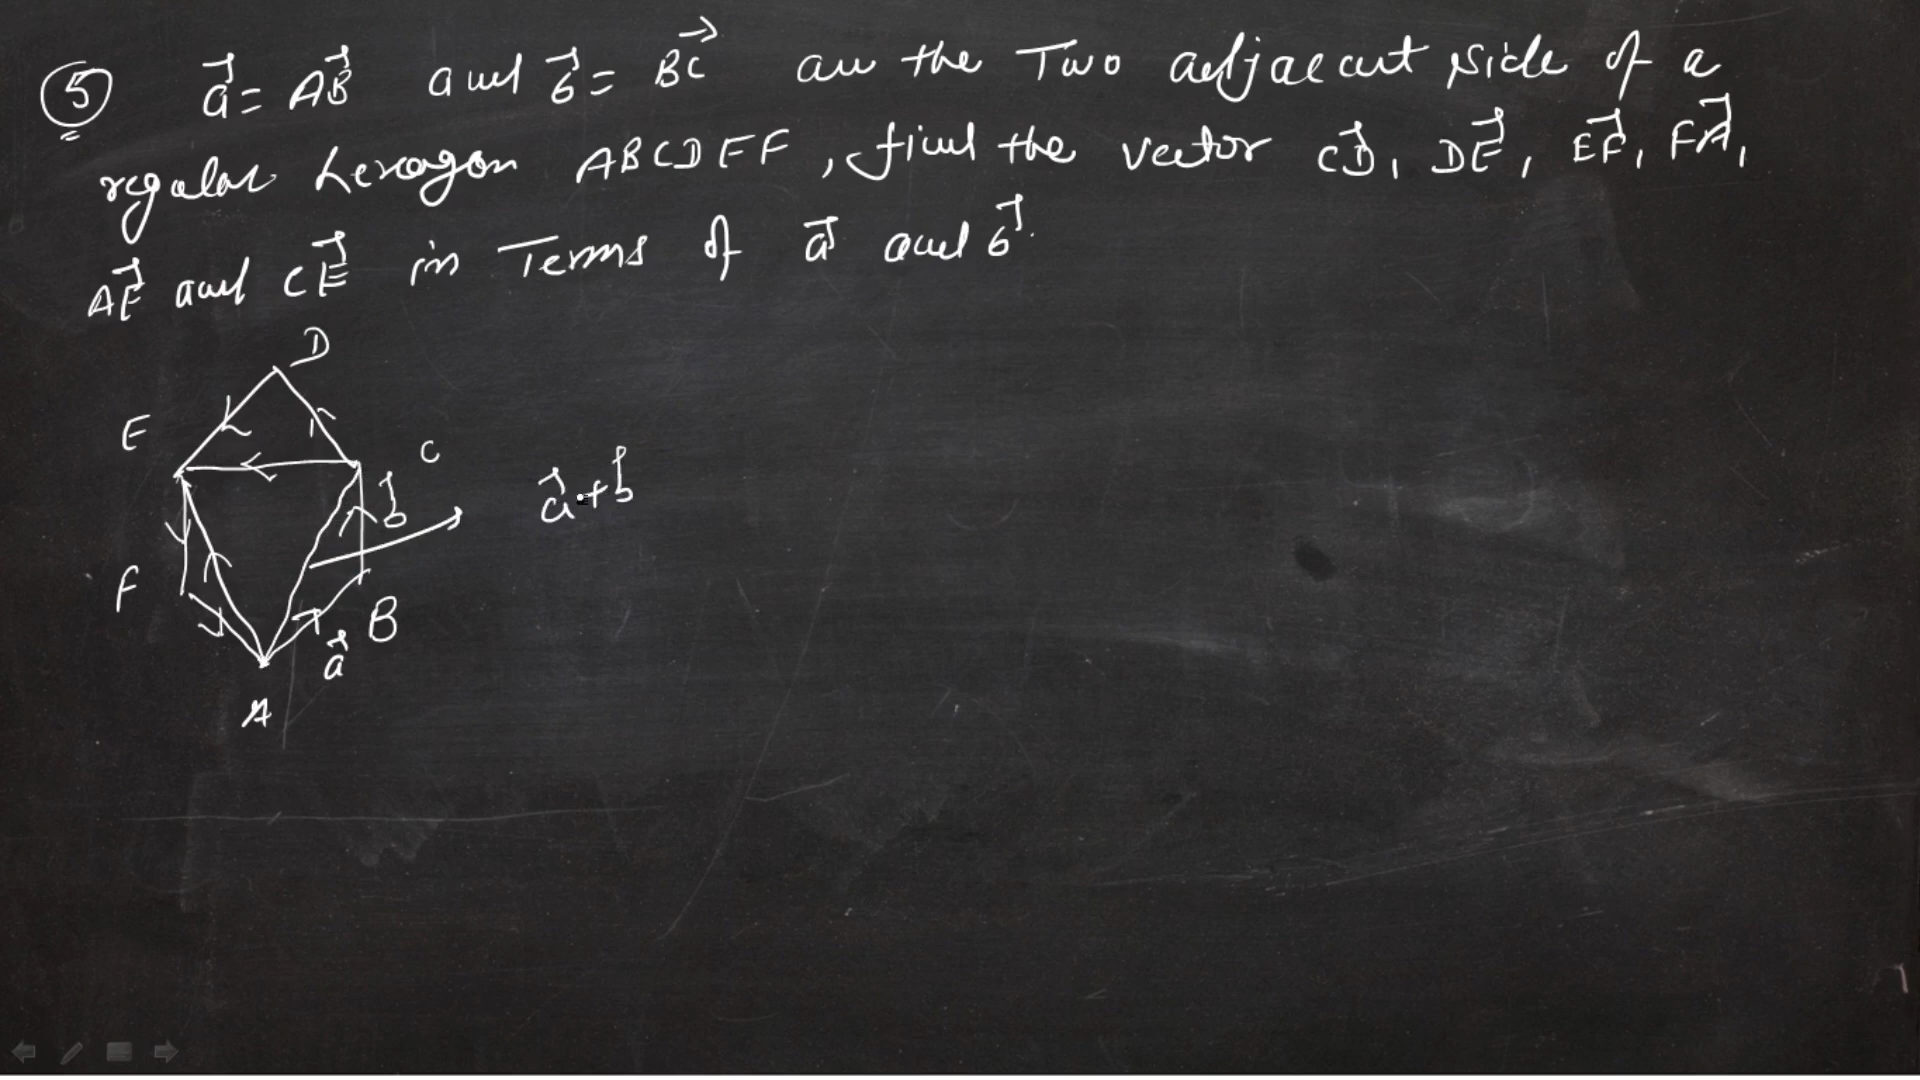 5 a⃗ = AB⃗ and b⃗ = BC⃗ are the Two adjacent side of a
regular hexagon ABCDEF, find the vector CD⃗, DE⃗, EF⃗, FA⃗,
AE⃗ and CE⃗ in Terms of a⃗ and b⃗.
D
E
C
b⃗
a⃗+b⃗
F
B
a⃗
A